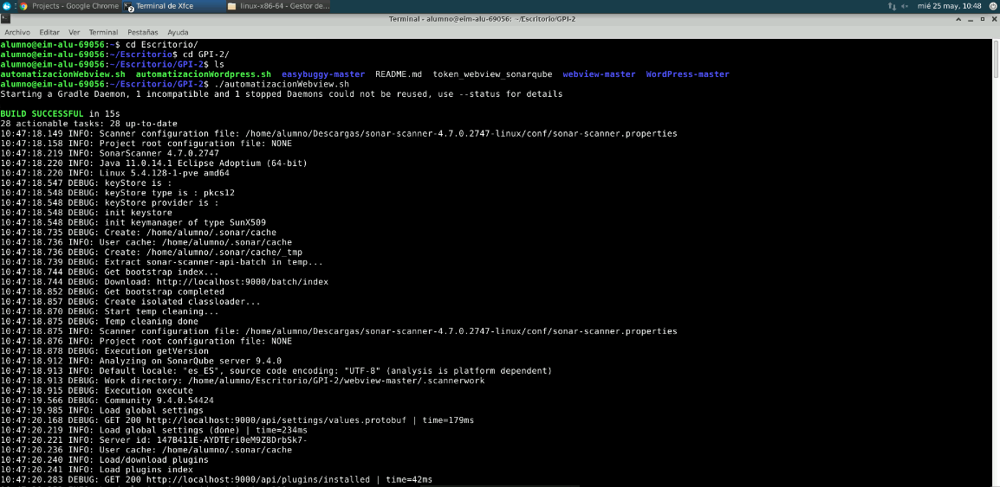 Projects - Google Chrome
Terminal de Xfce
linux-x86-64 - Gestor de...
mié 25 may, 10:48
Terminal - alumno@eim-alu-69056: ~/Escritorio/GPI-2
Archivo Editar Ver Terminal Pestañas Ayuda
alumno@eim-alu-69056:~$ cd Escritorio/
alumno@eim-alu-69056:~/Escritorio$ cd GPI-2/
alumno@eim-alu-69056:~/Escritorio/GPI-2$ ls
automatizacionWebview.sh automatizacionWordpress.sh easybuggy-master README.md token_webview_sonarqube webview-master WordPress-master
alumno@eim-alu-69056:~/Escritorio/GPI-2$ ./automatizacionWebview.sh
Starting a Gradle Daemon, 1 incompatible and 1 stopped Daemons could not be reused, use --status for details
BUILD SUCCESSFUL in 15s
28 actionable tasks: 28 up-to-date
10:47:18.149 INFO: Scanner configuration file: /home/alumno/Descargas/sonar-scanner-4.7.0.2747-linux/conf/sonar-scanner.properties
10:47:18.158 INFO: Project root configuration file: NONE
10:47:18.219 INFO: SonarScanner 4.7.0.2747
10:47:18.220 INFO: Java 11.0.14.1 Eclipse Adoptium (64-bit)
10:47:18.220 INFO: Linux 5.4.128-1-pve amd64
10:47:18.547 DEBUG: keyStore is :
10:47:18.548 DEBUG: keyStore type is : pkcs12
10:47:18.548 DEBUG: keyStore provider is :
10:47:18.548 DEBUG: init keystore
10:47:18.548 DEBUG: init keymanager of type SunX509
10:47:18.735 DEBUG: Create: /home/alumno/.sonar/cache
10:47:18.736 INFO: User cache: /home/alumno/.sonar/cache
10:47:18.736 DEBUG: Create: /home/alumno/.sonar/cache/_tmp
10:47:18.739 DEBUG: Extract sonar-scanner-api-batch in temp...
10:47:18.744 DEBUG: Get bootstrap index...
10:47:18.744 DEBUG: Download: http://localhost:9000/batch/index
10:47:18.852 DEBUG: Get bootstrap completed
10:47:18.857 DEBUG: Create isolated classloader...
10:47:18.870 DEBUG: Start temp cleaning...
10:47:18.875 DEBUG: Temp cleaning done
10:47:18.875 INFO: Scanner configuration file: /home/alumno/Descargas/sonar-scanner-4.7.0.2747-linux/conf/sonar-scanner.properties
10:47:18.876 INFO: Project root configuration file: NONE
10:47:18.878 DEBUG: Execution getVersion
10:47:18.912 INFO: Analyzing on SonarQube server 9.4.0
10:47:18.913 INFO: Default locale: "es_ES", source code encoding: "UTF-8" (analysis is platform dependent)
10:47:18.913 DEBUG: Work directory: /home/alumno/Escritorio/GPI-2/webview-master/.scannerwork
10:47:18.915 DEBUG: Execution execute
10:47:19.566 DEBUG: Community 9.4.0.54424
10:47:19.985 INFO: Load global settings
10:47:20.168 DEBUG: GET 200 http://localhost:9000/api/settings/values.protobuf | time=179ms
10:47:20.219 INFO: Load global settings (done) | time=234ms
10:47:20.221 INFO: Server id: 147B411E-AYDTEri0eM9Z8DrbSk7-
10:47:20.236 INFO: User cache: /home/alumno/.sonar/cache
10:47:20.240 INFO: Load/download plugins
10:47:20.241 INFO: Load plugins index
10:47:20.283 DEBUG: GET 200 http://localhost:9000/api/plugins/installed | time=42ms